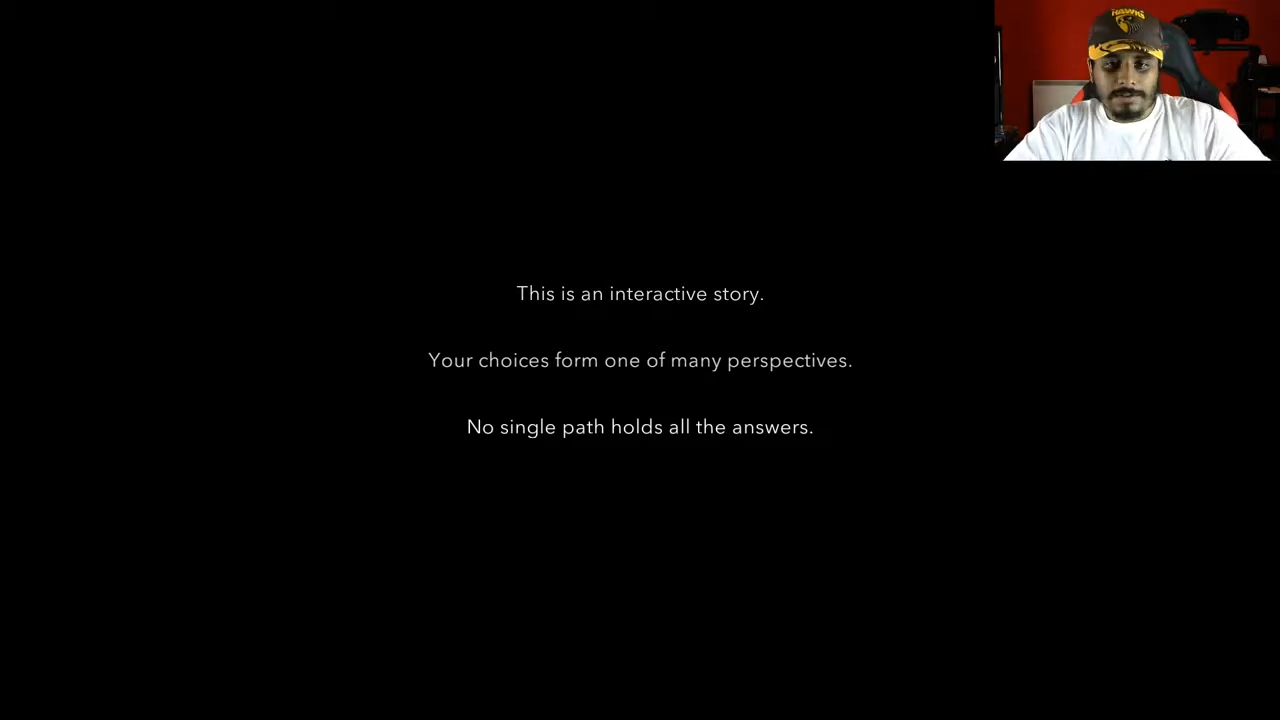 HAWKS
This is an interactive story.
Your choices form one of many perspectives.
No single path holds all the answers.